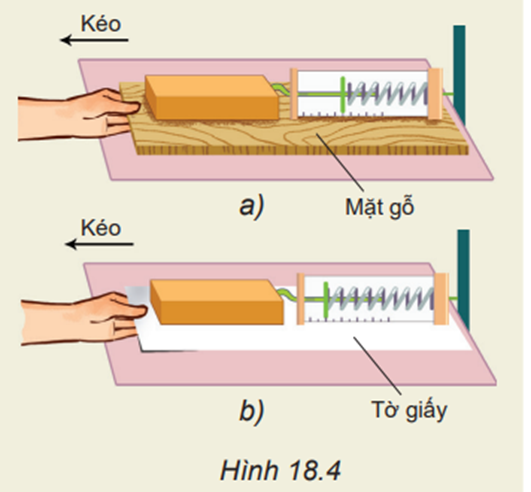 Kéo
a)
Mặt gỗ
Kéo
b)
Tờ giấy
Hình 18.4